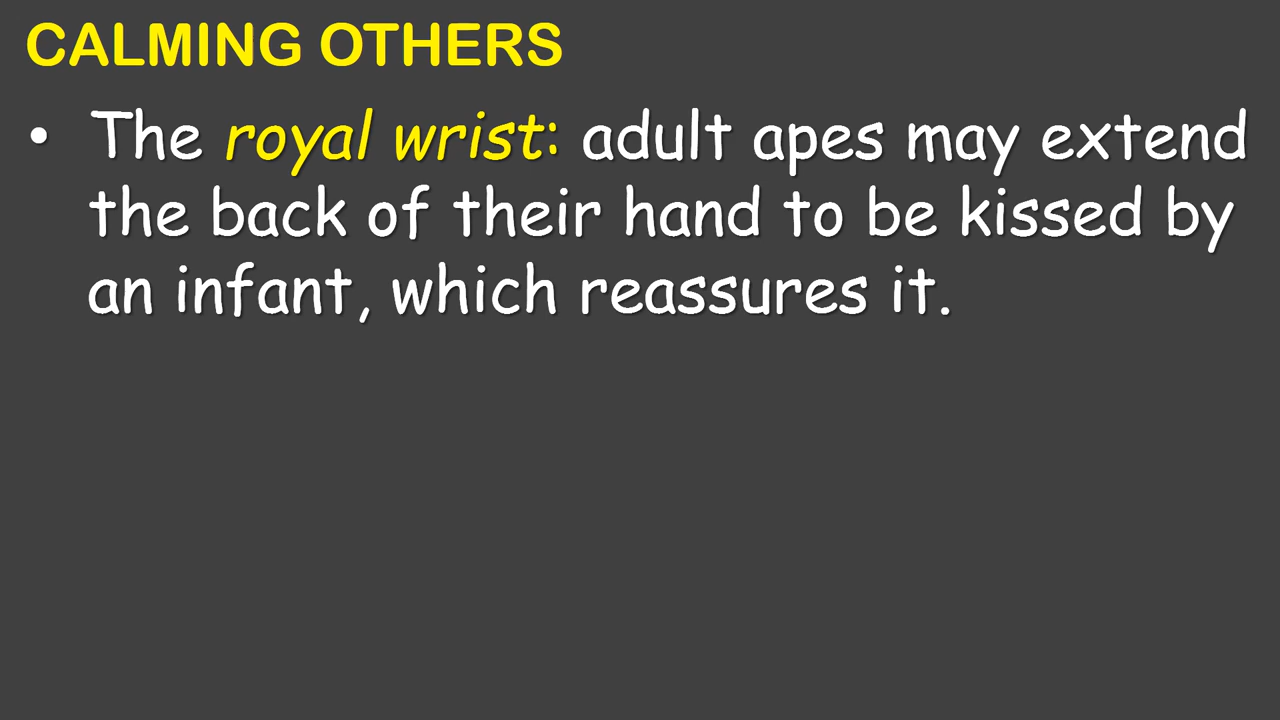 CALMING OTHERS
• The royal wrist: adult apes may extend
the back of their hand to be kissed by
an infant, which reassures it.